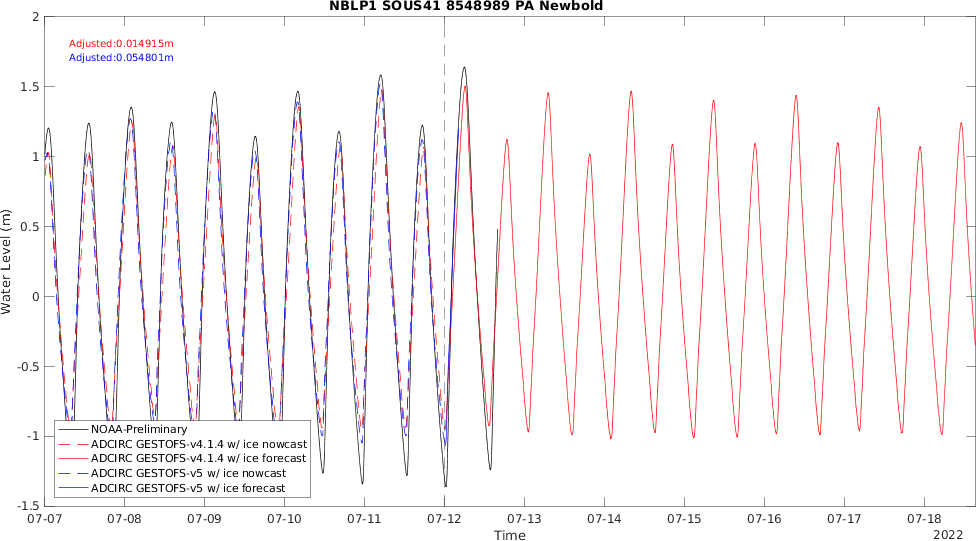 NBLP1 SOUS41 8548989 PA Newbold
Adjusted:0.014915m
Adjusted:0.054801m
Water Level (m)
2
1.5
1
0.5
0
-0.5
-1
-1.5
NOAA-Preliminary
ADCIRC GESTOFS-v4.1.4 w/ ice nowcast
ADCIRC GESTOFS-v4.1.4 w/ ice forecast
ADCIRC GESTOFS-v5 w/ ice nowcast
ADCIRC GESTOFS-v5 w/ ice forecast
07-07 07-08 07-09 07-10 07-11 07-12 07-13 07-14 07-15 07-16 07-17 07-18
Time
2022